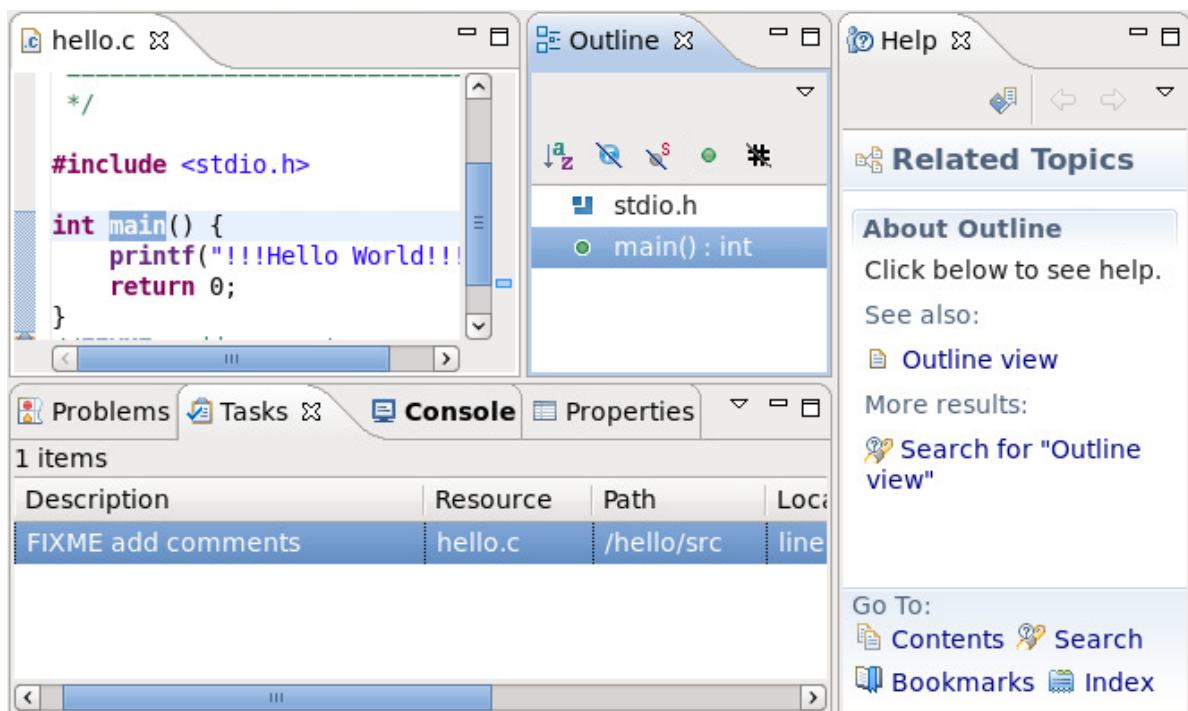 hello.c
*/
#include <stdio.h>
int main() {
printf("!!!Hello World!!!
return 0;
}
Outline
stdio.h
main() : int
Help
Related Topics
About Outline
Click below to see help.
See also:
Outline view
More results:
Search for "Outline
view"
Go To:
Contents Search
Bookmarks Index
Problems Tasks Console Properties
1 items
Description Resource Path
FIXME add comments hello.c /hello/src line